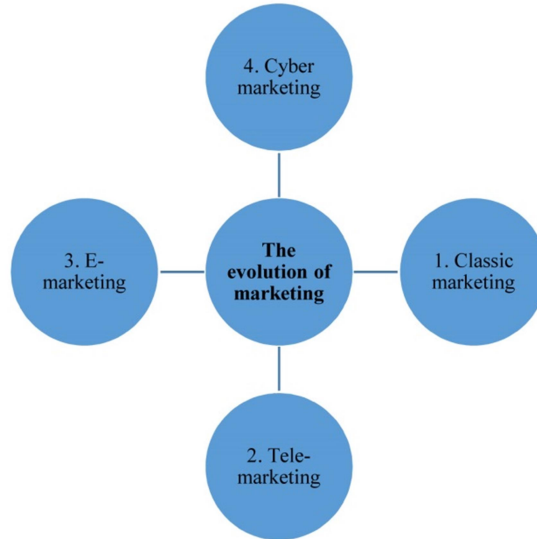 4. Cyber
marketing
3. E-
marketing
The
evolution of
marketing
1. Classic
marketing
2. Tele-
marketing